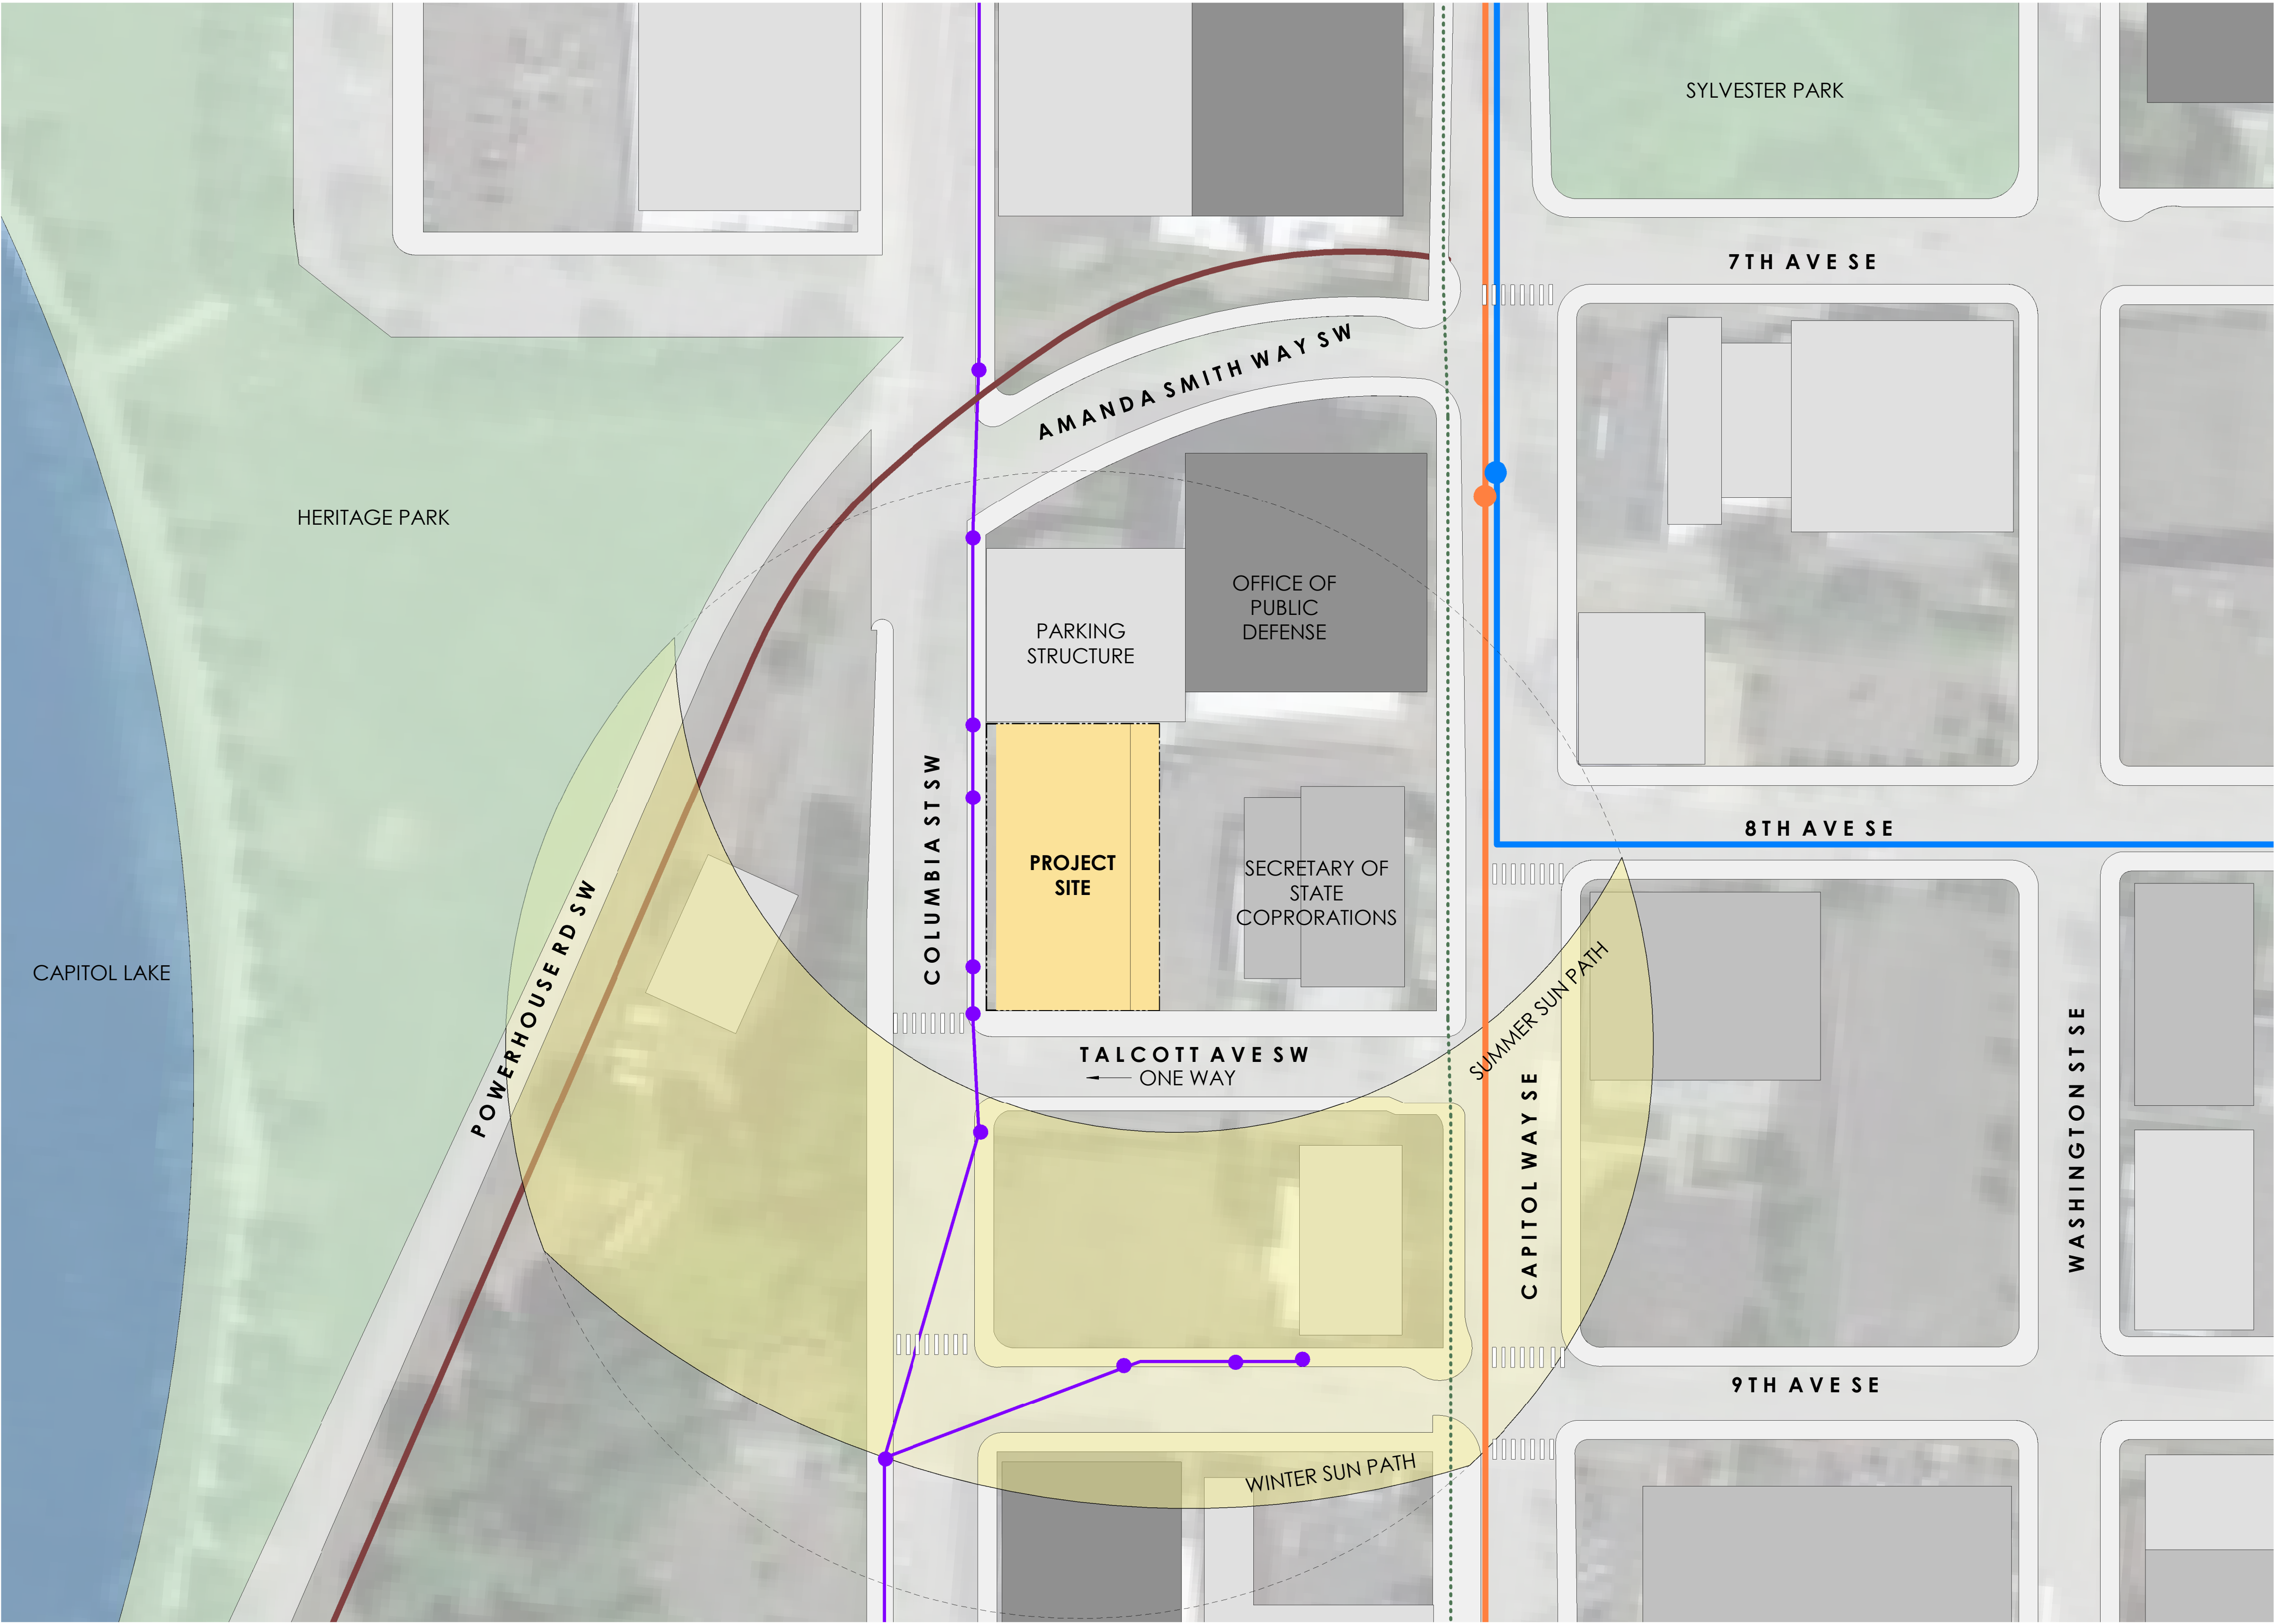 SYLVESTER PARK
7TH AVE SE
AMANDA SMITH WAY SW
HERITAGE PARK
OFFICE OF
PUBLIC
DEFENSE
PARKING
STRUCTURE
COLUMBIA ST SW
8TH AVE SE
PROJECT
SITE
SECRETARY OF
STATE
COPRORATIONS
CAPITOL LAKE
POWERHOUSE RD SW
SUMMER SUN PATH
TALCOTT AVE SW
ONE WAY
CAPITOL WAY SE
WASHINGTON ST SE
9TH AVE SE
WINTER SUN PATH